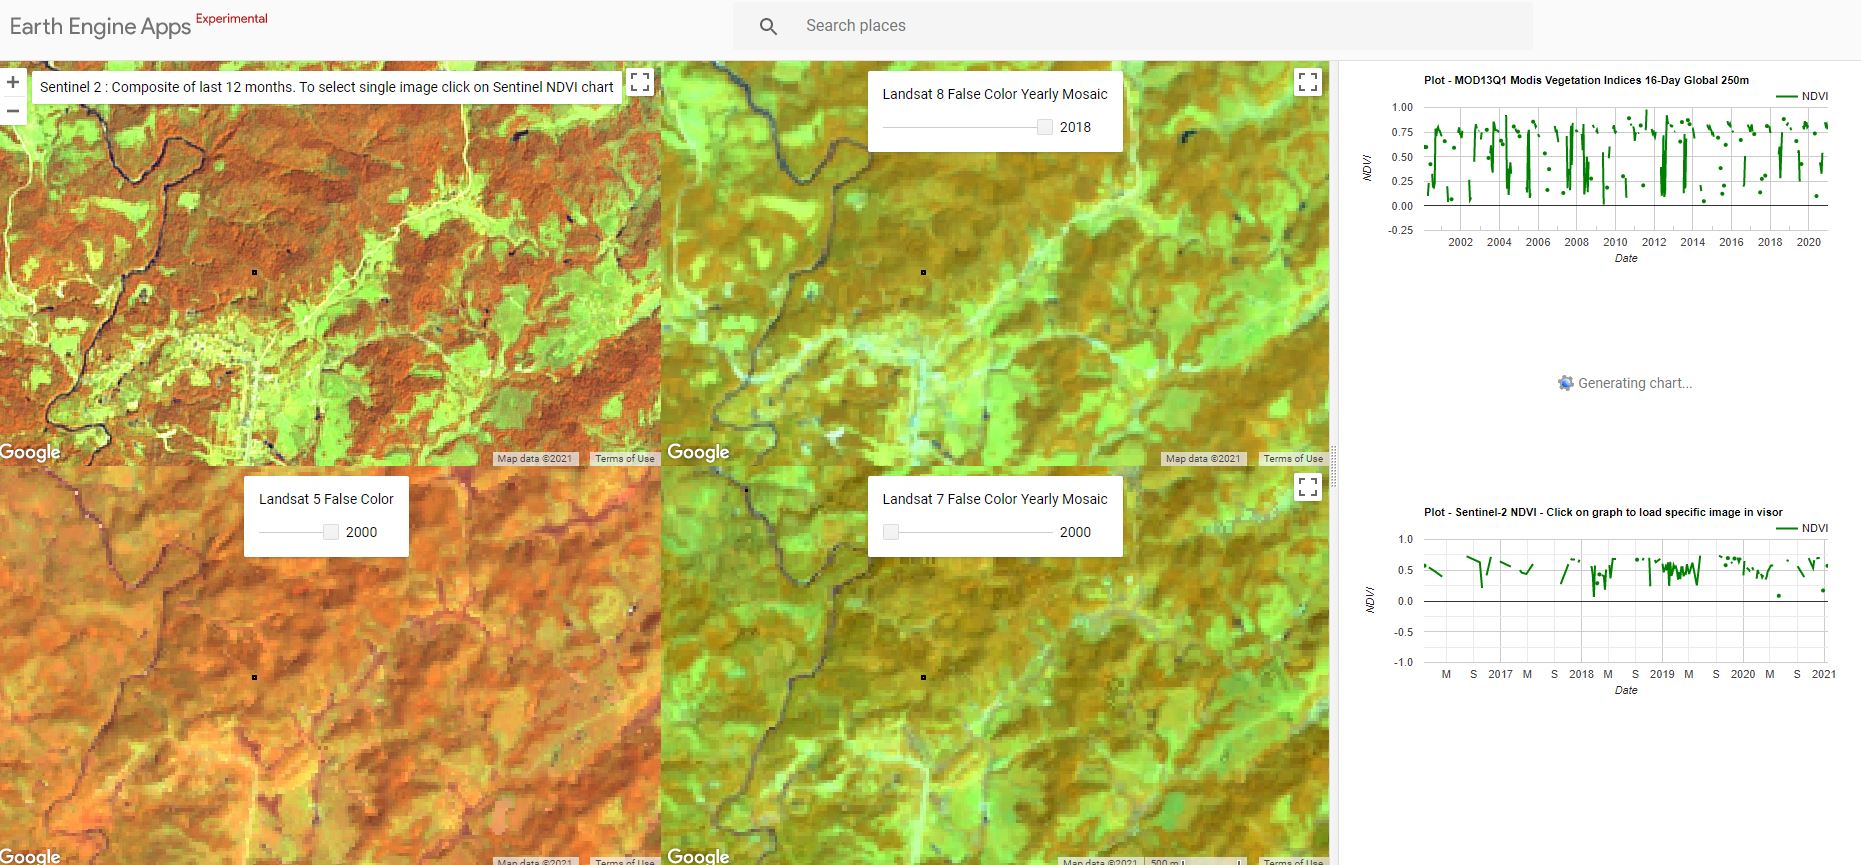 Earth Engine Apps Experimental
Search places
+
−
Sentinel 2 : Composite of last 12 months. To select single image click on Sentinel NDVI chart
Google
Map data ©2021
Terms of Use
Landsat 8 False Color Yearly Mosaic
2018
Google
Map data ©2021
Terms of Use
Landsat 5 False Color
2000
Google
Map data ©2021
Terms of Use
Landsat 7 False Color Yearly Mosaic
2000
Google
Map data ©2021
500 m
Terms of Use
Plot - MOD13Q1 Modis Vegetation Indices 16-Day Global 250m
NDVI
1.00
0.75
0.50
0.25
0.00
-0.25
NDVI
2002 2004 2006 2008 2010 2012 2014 2016 2018 2020
Date
Generating chart...
Plot - Sentinel-2 NDVI - Click on graph to load specific image in visor
NDVI
1.0
0.5
0.0
-0.5
-1.0
NDVI
M S 2017 M S 2018 M S 2019 M S 2020 M S 2021
Date